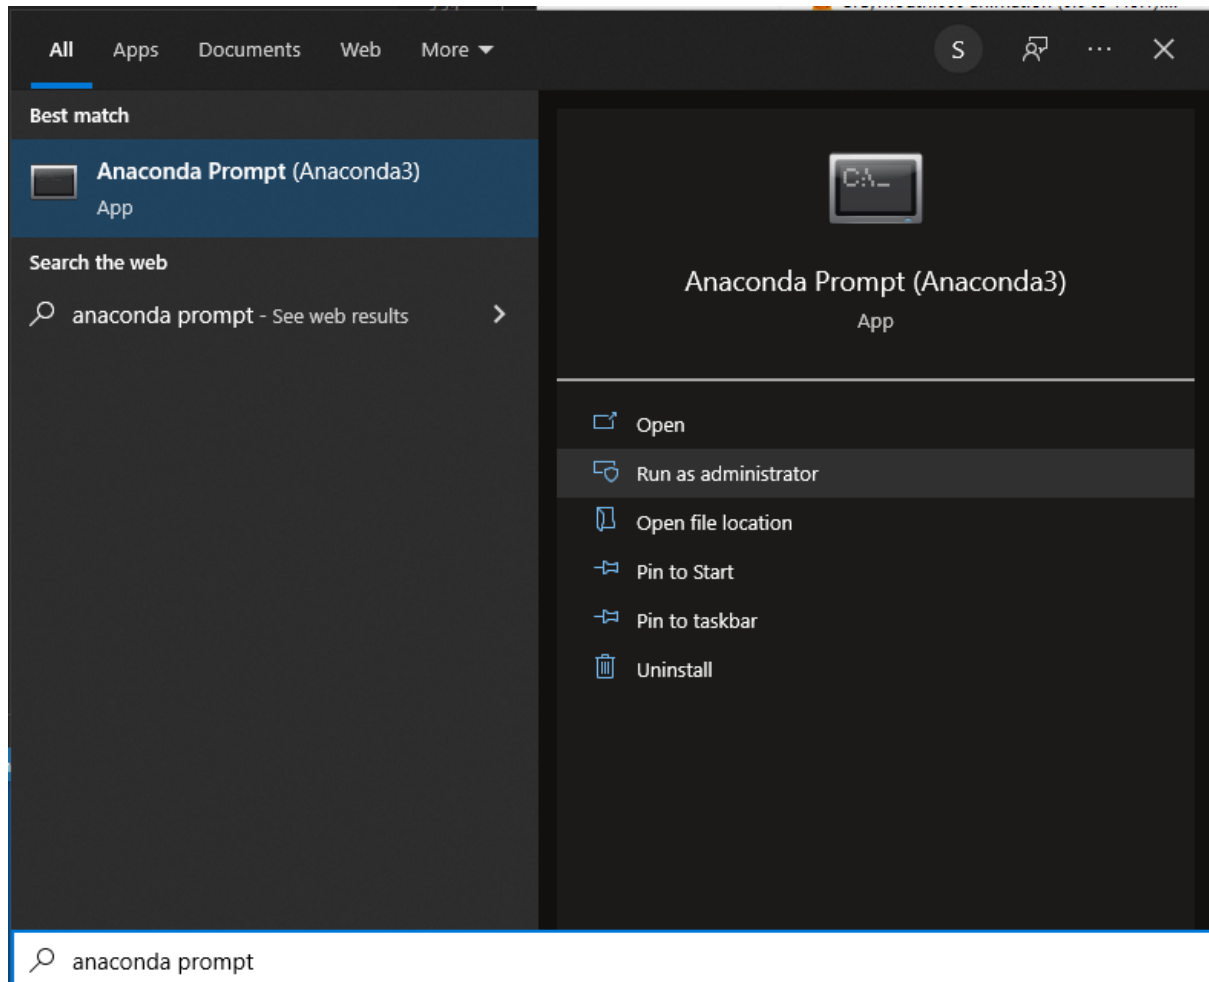 All Apps Documents Web More S
Best match
Anaconda Prompt (Anaconda3)
App
Search the web
anaconda prompt - See web results
C:\_
Anaconda Prompt (Anaconda3)
App
Open
Run as administrator
Open file location
Pin to Start
Pin to taskbar
Uninstall
anaconda prompt